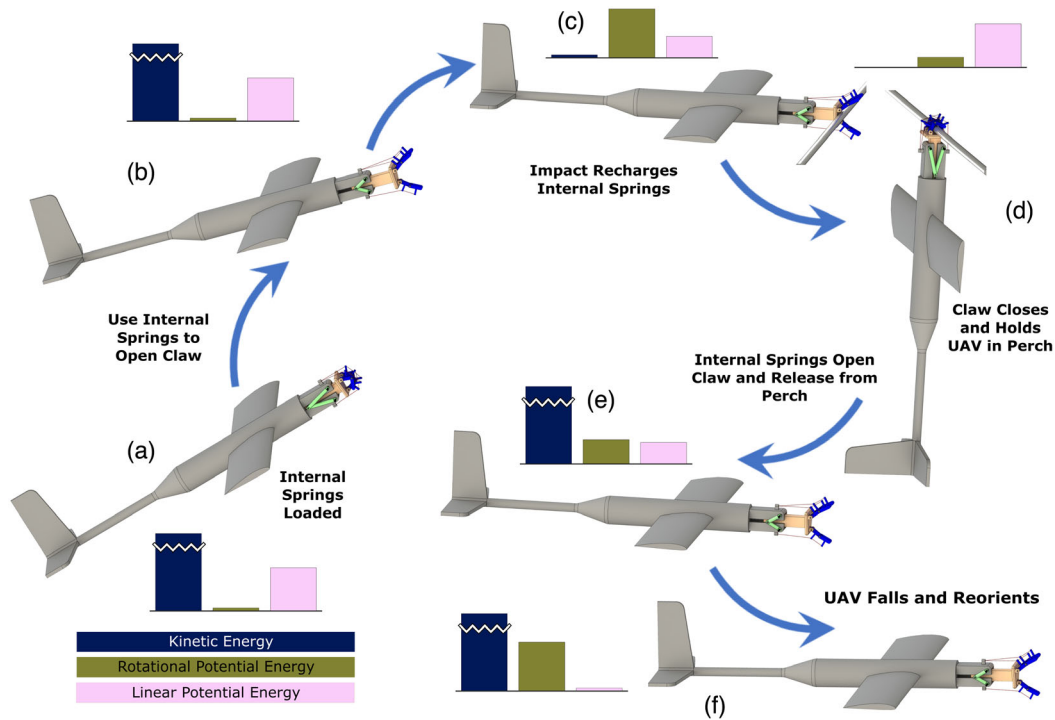 (c)
(b)
Impact Recharges
Internal Springs
(d)
Use Internal
Springs to
Open Claw
Claw Closes
and Holds
UAV in Perch
Internal Springs Open
Claw and Release from
Perch
(e)
(a)
Internal
Springs
Loaded
UAV Falls and Reorients
Kinetic Energy
Rotational Potential Energy
Linear Potential Energy
(f)